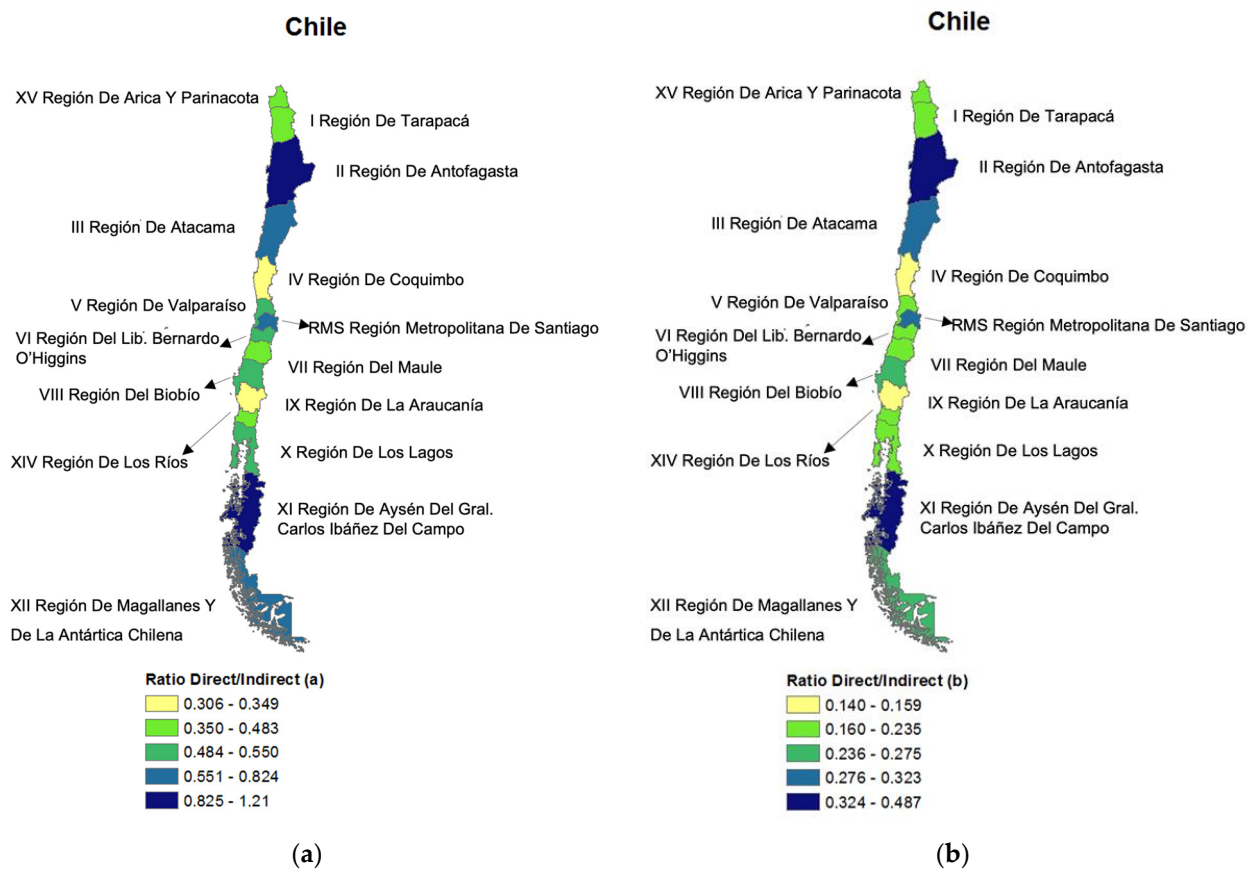 Chile
XV Región De Arica Y Parinacota
I Región De Tarapacá
II Región De Antofagasta
III Región De Atacama
IV Región De Coquimbo
V Región De Valparaíso
RMS Región Metropolitana De Santiago
VI Región Del Lib. Bernardo
O’Higgins
VII Región Del Maule
VIII Región Del Biobío
IX Región De La Araucanía
XIV Región De Los Ríos
X Región De Los Lagos
XI Región De Aysén Del Gral.
Carlos Ibáñez Del Campo
XII Región De Magallanes Y
De La Antártica Chilena
Ratio Direct/Indirect (a)
0.306 - 0.349
0.350 - 0.483
0.484 - 0.550
0.551 - 0.824
0.825 - 1.21
(a)
Chile
XV Región De Arica Y Parinacota
I Región De Tarapacá
II Región De Antofagasta
III Región De Atacama
IV Región De Coquimbo
V Región De Valparaíso
RMS Región Metropolitana De Santiago
VI Región Del Lib. Bernardo
O’Higgins
VII Región Del Maule
VIII Región Del Biobío
IX Región De La Araucanía
XIV Región De Los Ríos
X Región De Los Lagos
XI Región De Aysén Del Gral.
Carlos Ibáñez Del Campo
XII Región De Magallanes Y
De La Antártica Chilena
Ratio Direct/Indirect (b)
0.140 - 0.159
0.160 - 0.235
0.236 - 0.275
0.276 - 0.323
0.324 - 0.487
(b)